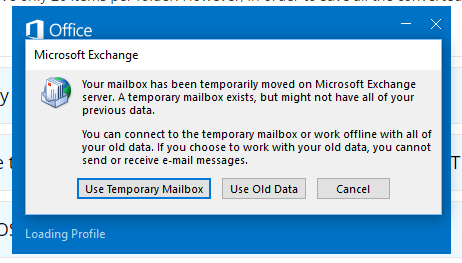 Office
Microsoft Exchange
Your mailbox has been temporarily moved on Microsoft Exchange
server. A temporary mailbox exists, but might not have all of your
previous data.
You can connect to the temporary mailbox or work offline with all of
your old data. If you choose to work with your old data, you cannot
send or receive e-mail messages.
Use Temporary Mailbox Use Old Data Cancel
Loading Profile